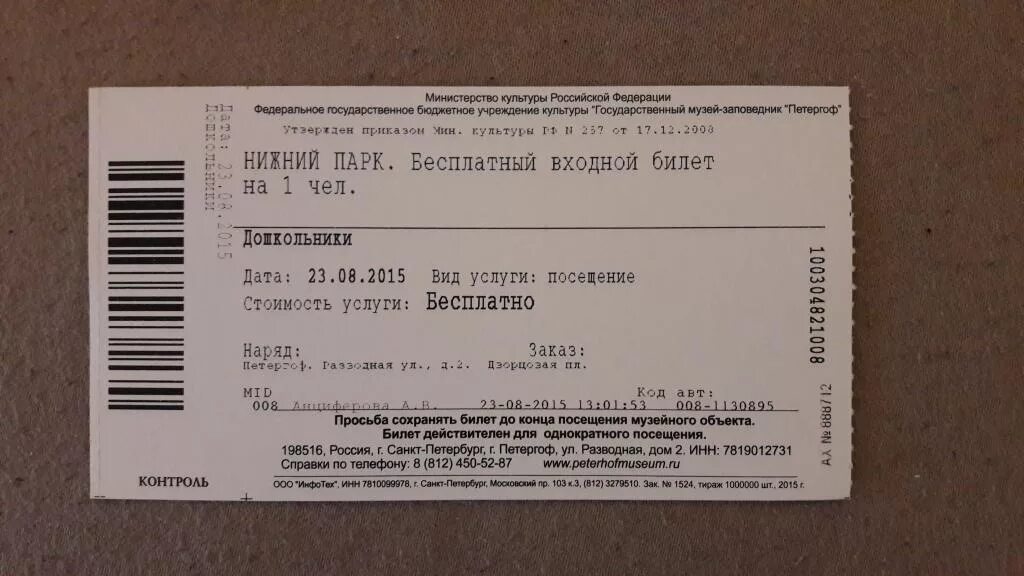 Министерство культуры Российской Федерации
Федеральное государственное бюджетное учреждение культуры "Государственный музей-заповедник "Петергоф"
Утвержден приказом Мин. культуры РФ N 257 от 17.12.2008
НИЖНИЙ ПАРК. Бесплатный входной билет
на 1 чел.
Дата: 23.08.2015
Дошкольники
Дошкольники
Дата: 23.08.2015 Вид услуги: посещение
Стоимость услуги: Бесплатно
Наряд: Заказ:
Петергоф. Разводная ул., д.2. Дворцовая пл.
MID Код авт:
008 Анциферова А.В. 23-08-2015 13:01:53 008-1130895
Просьба сохранять билет до конца посещения музейного объекта.
Билет действителен для однократного посещения.
198516, Россия, г. Санкт-Петербург, г. Петергоф, ул. Разводная, дом 2. ИНН: 7819012731
Справки по телефону: 8 (812) 450-52-87 www.peterhofmuseum.ru
КОНТРОЛЬ
ООО "ИнфоТех", ИНН 7810099978, г. Санкт-Петербург, Московский пр. 103 к.3, (812) 3279510. Зак. № 1524, тираж 1000000 шт., 2015 г.
100304821008
АУ № 888/12